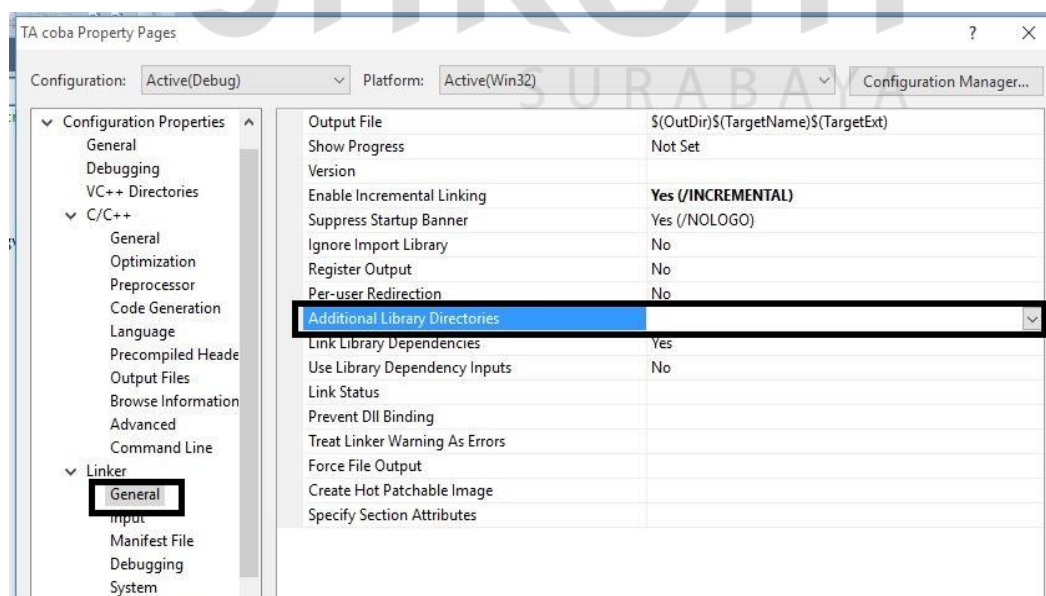 TA coba Property Pages ? ×
Configuration: Active(Debug) Platform: Active(Win32) Configuration Manager...
SURABAYA
Configuration Properties
General
Debugging
VC++ Directories
C/C++
General
Optimization
Preprocessor
Code Generation
Language
Precompiled Heade
Output Files
Browse Information
Advanced
Command Line
Linker
General
Input
Manifest File
Debugging
System
Output File $(OutDir)$(TargetName)$(TargetExt)
Show Progress Not Set
Version
Enable Incremental Linking Yes (/INCREMENTAL)
Suppress Startup Banner Yes (/NOLOGO)
Ignore Import Library No
Register Output No
Per-user Redirection No
Additional Library Directories
Link Library Dependencies Yes
Use Library Dependency Inputs No
Link Status
Prevent Dll Binding
Treat Linker Warning As Errors
Force File Output
Create Hot Patchable Image
Specify Section Attributes